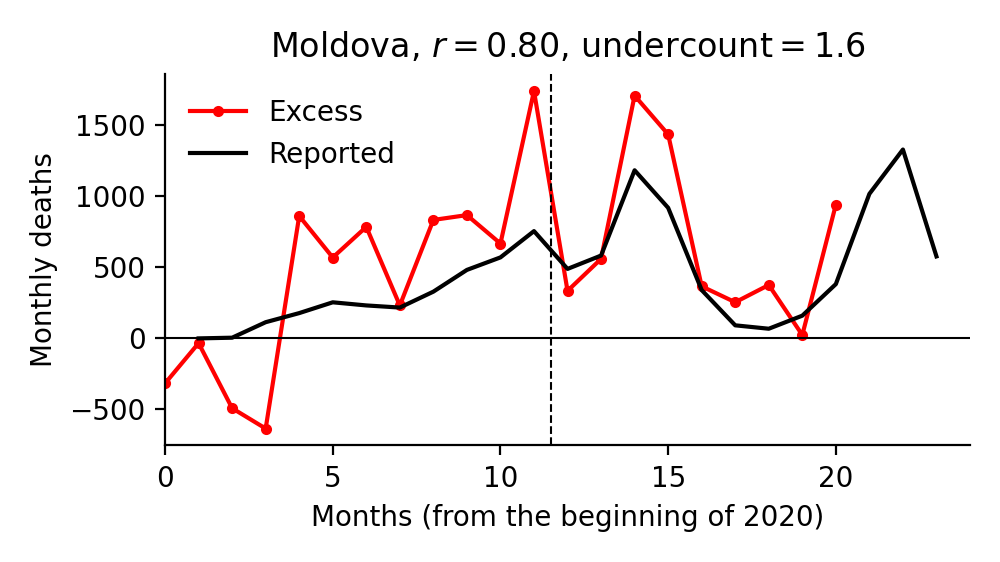 Moldova, r = 0.80, undercount = 1.6
Excess
Reported
Monthly deaths
1500
1000
500
0
−500
0 5 10 15 20
Months (from the beginning of 2020)